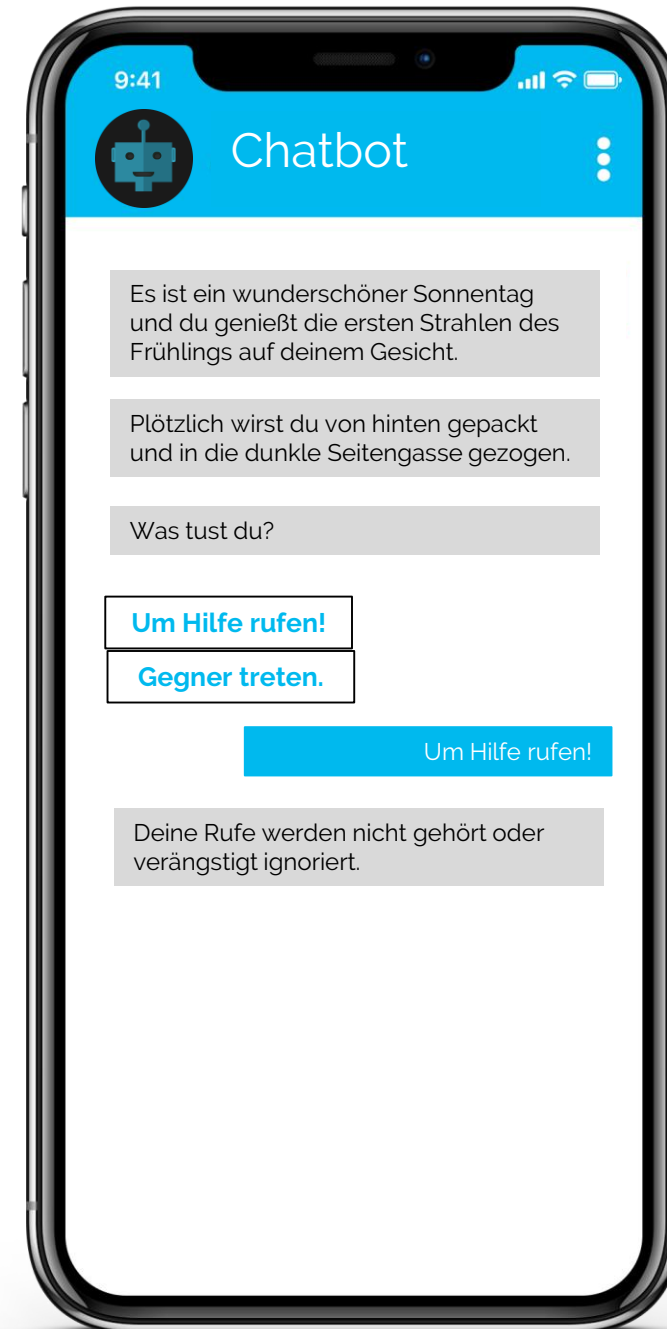 9:41
Chatbot
Es ist ein wunderschöner Sonnentag
und du genießt die ersten Strahlen des
Frühlings auf deinem Gesicht.
Plötzlich wirst du von hinten gepackt
und in die dunkle Seitengasse gezogen.
Was tust du?
Um Hilfe rufen!
Gegner treten.
Um Hilfe rufen!
Deine Rufe werden nicht gehört oder
verängstigt ignoriert.